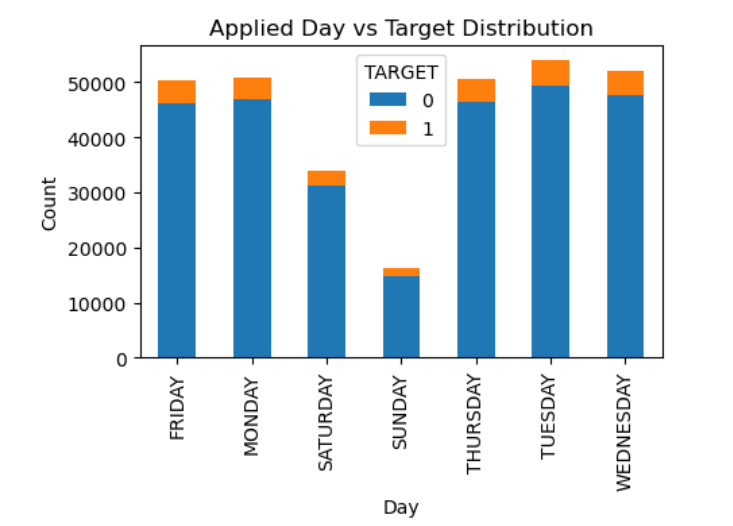 Applied Day vs Target Distribution
TARGET
0
1
Count
50000
40000
30000
20000
10000
0
FRIDAY
MONDAY
SATURDAY
SUNDAY
THURSDAY
TUESDAY
WEDNESDAY
Day